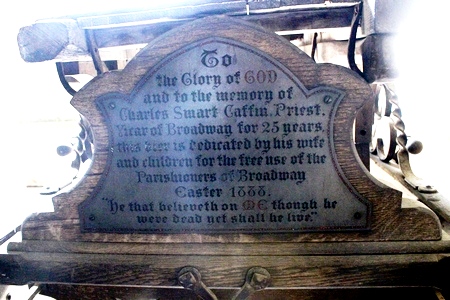 To
the Glory of GOD
and to the memory of
Charles Smart Caffin, Priest.
Vicar of Broadway for 25 years.
this bier is dedicated by his wife
and children for the free use of the
Parishioners of Broadway
Easter 1888.
"He that believeth on ME though he
were dead yet shall he live."